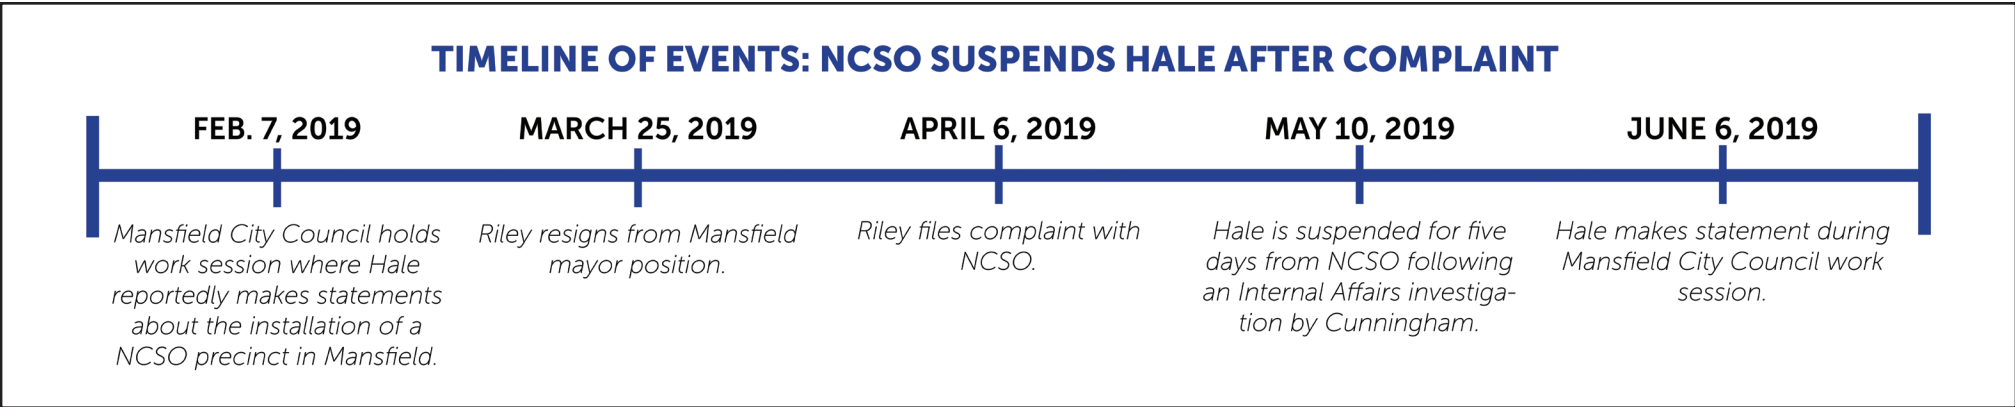 TIMELINE OF EVENTS: NCSO SUSPENDS HALE AFTER COMPLAINT
FEB. 7, 2019
Mansfield City Council holds
work session where Hale
reportedly makes statements
about the installation of a
NCSO precinct in Mansfield.
MARCH 25, 2019
Riley resigns from Mansfield
mayor position.
APRIL 6, 2019
Riley files complaint with
NCSO.
MAY 10, 2019
Hale is suspended for five
days from NCSO following
an Internal Affairs investiga-
tion by Cunningham.
JUNE 6, 2019
Hale makes statement during
Mansfield City Council work
session.